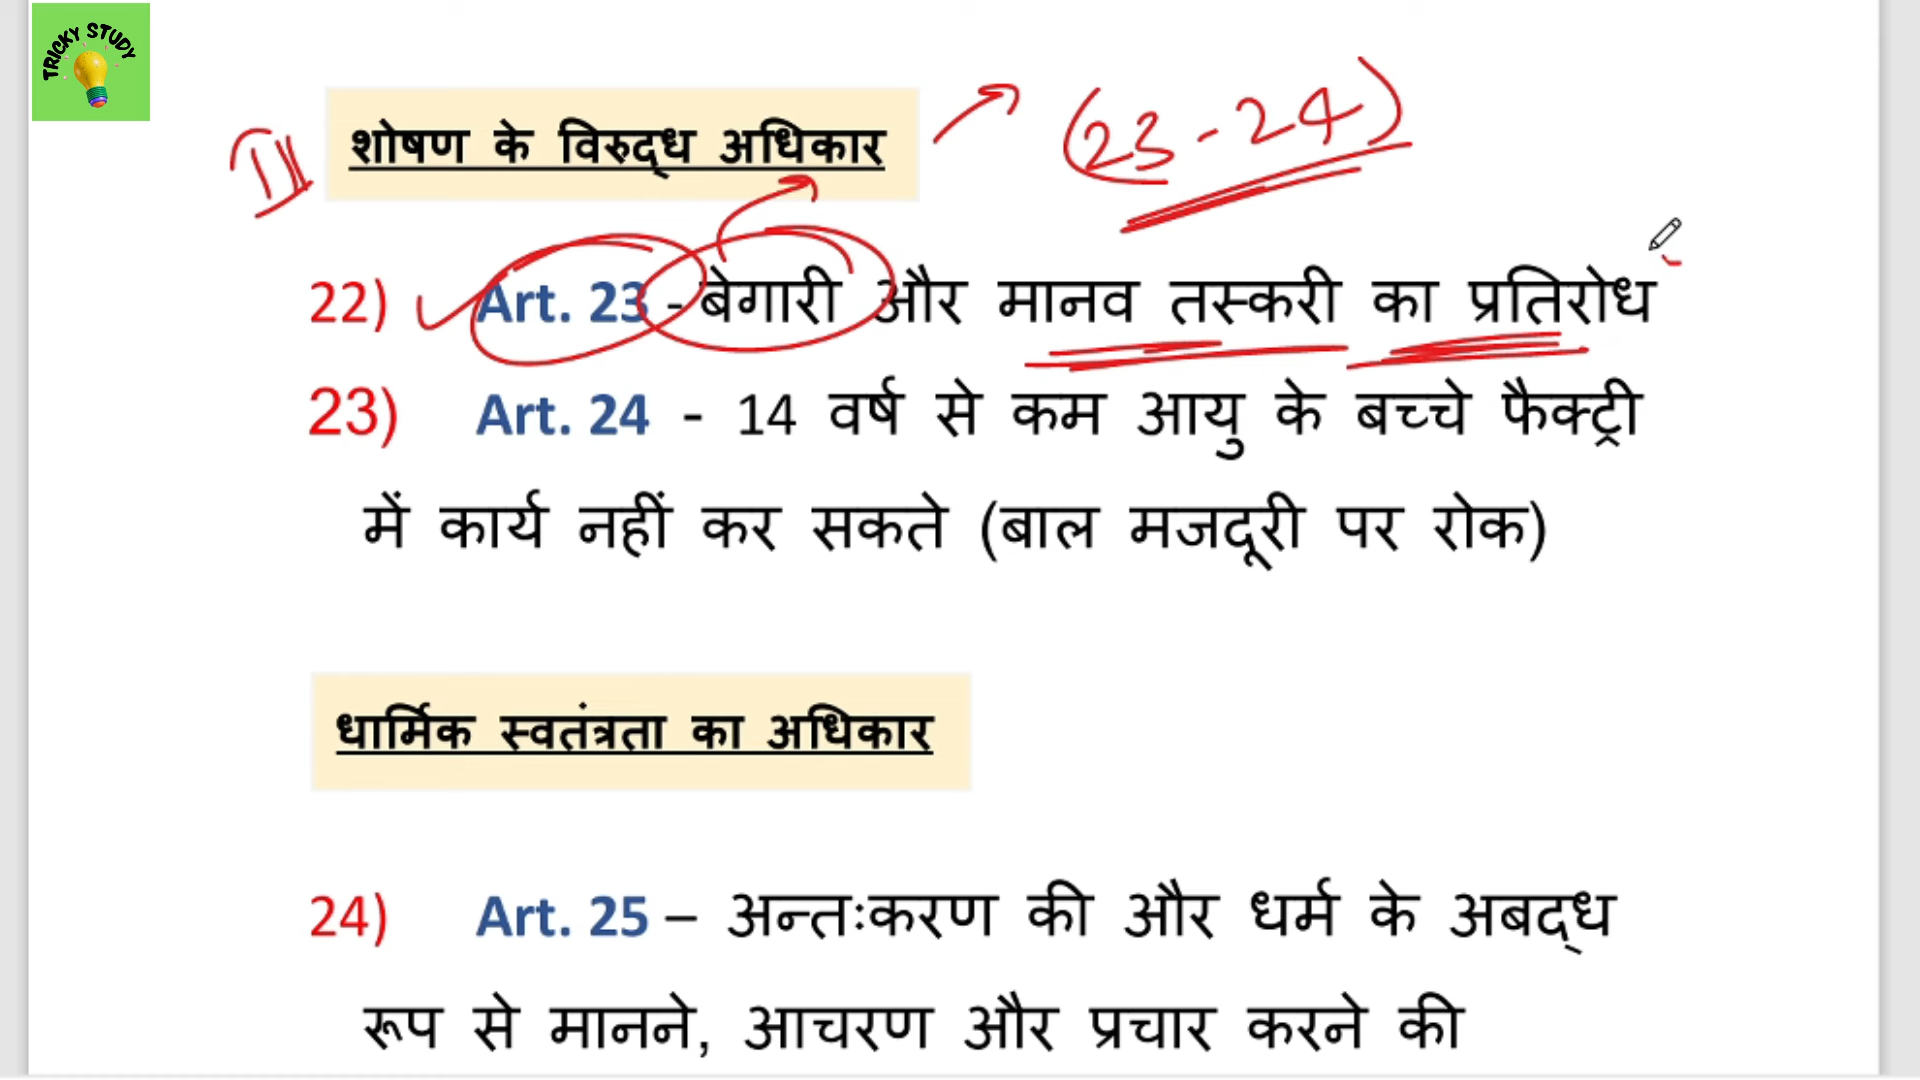 TRICKY STUDY
III शोषण के विरुद्ध अधिकार (23-24)
22) Art. 23 - बेगारी और मानव तस्करी का प्रतिरोध
23) Art. 24 - 14 वर्ष से कम आयु के बच्चे फैक्ट्री
में कार्य नहीं कर सकते (बाल मजदूरी पर रोक)
धार्मिक स्वतंत्रता का अधिकार
24) Art. 25 – अन्तःकरण की और धर्म के अबद्ध
रूप से मानने, आचरण और प्रचार करने की